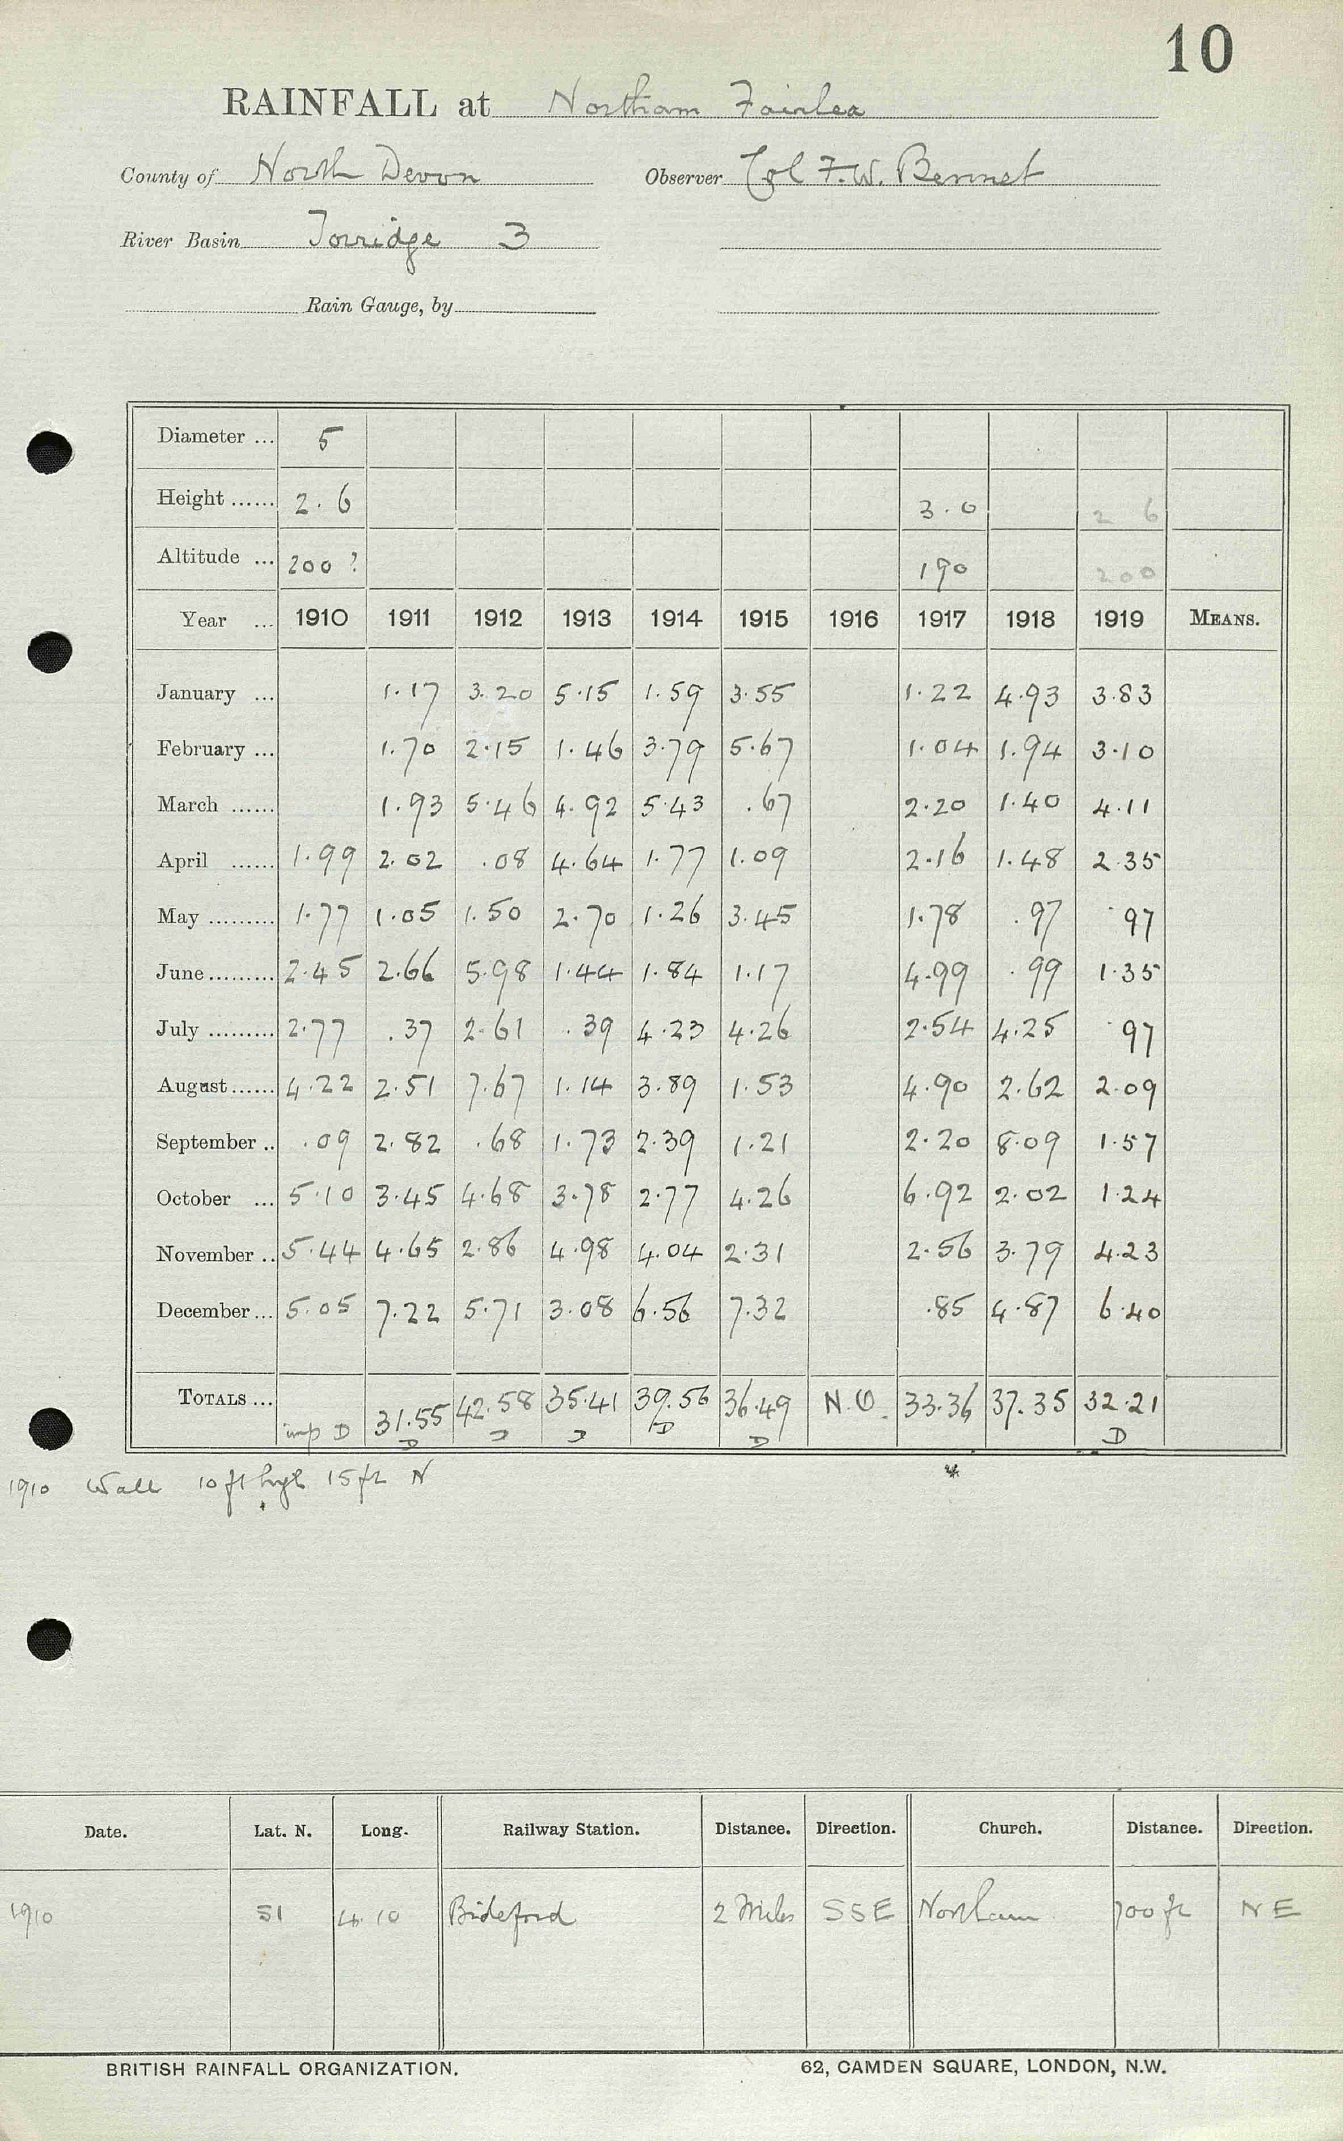 10
RAINFALL at Northam Fairlea
County of North Devon Observer Col F.W. Bennet
River Basin Torridge 3
Rain Gauge, by
Diameter ... 5
Height ...... 2. 6 3. 0 2 6
Altitude ... 200 ? 190 200
Year ... 1910 1911 1912 1913 1914 1915 1916 1917 1918 1919 MEANS.
January ... 1.17 3.20 5.15 1.59 3.55 1.22 4.93 3.83
February ... 1.70 2.15 1.46 3.79 5.67 1.04 1.94 3.10
March ...... 1.93 5.46 4.92 5.43 .67 2.20 1.40 4.11
April ...... 1.99 2.02 .08 4.64 1.77 1.09 2.16 1.48 2.35
May ......... 1.77 1.05 1.50 2.70 1.26 3.45 1.78 .97 .97
June ......... 2.45 2.66 5.98 1.44 1.84 1.17 4.99 .99 1.35
July ......... 2.77 .37 2.61 .39 4.23 4.26 2.54 4.25 .97
August ...... 4.22 2.51 7.67 1.14 3.89 1.53 4.90 2.62 2.09
September .. .09 2.82 .68 1.73 2.39 1.21 2.20 8.09 1.57
October ... 5.10 3.45 4.68 3.78 2.77 4.26 6.92 2.02 1.24
November .. 5.44 4.65 2.86 4.98 4.04 2.31 2.56 3.79 4.23
December ... 5.05 7.22 5.71 3.08 6.56 7.32 .85 4.87 6.40
TOTALS ... 31.55 42.58 35.41 39.56 36.49 N.O. 33.36 37.35 32.21
imp D D D D D D D
1910 Wall 10 ft high 15 ft N
Date. Lat. N. Long. Railway Station. Distance. Direction. Church. Distance. Direction.
1910 51 4.10 Bideford 2 Miles SSE Northam 700 ft NE
BRITISH RAINFALL ORGANIZATION. 62, CAMDEN SQUARE, LONDON, N.W.